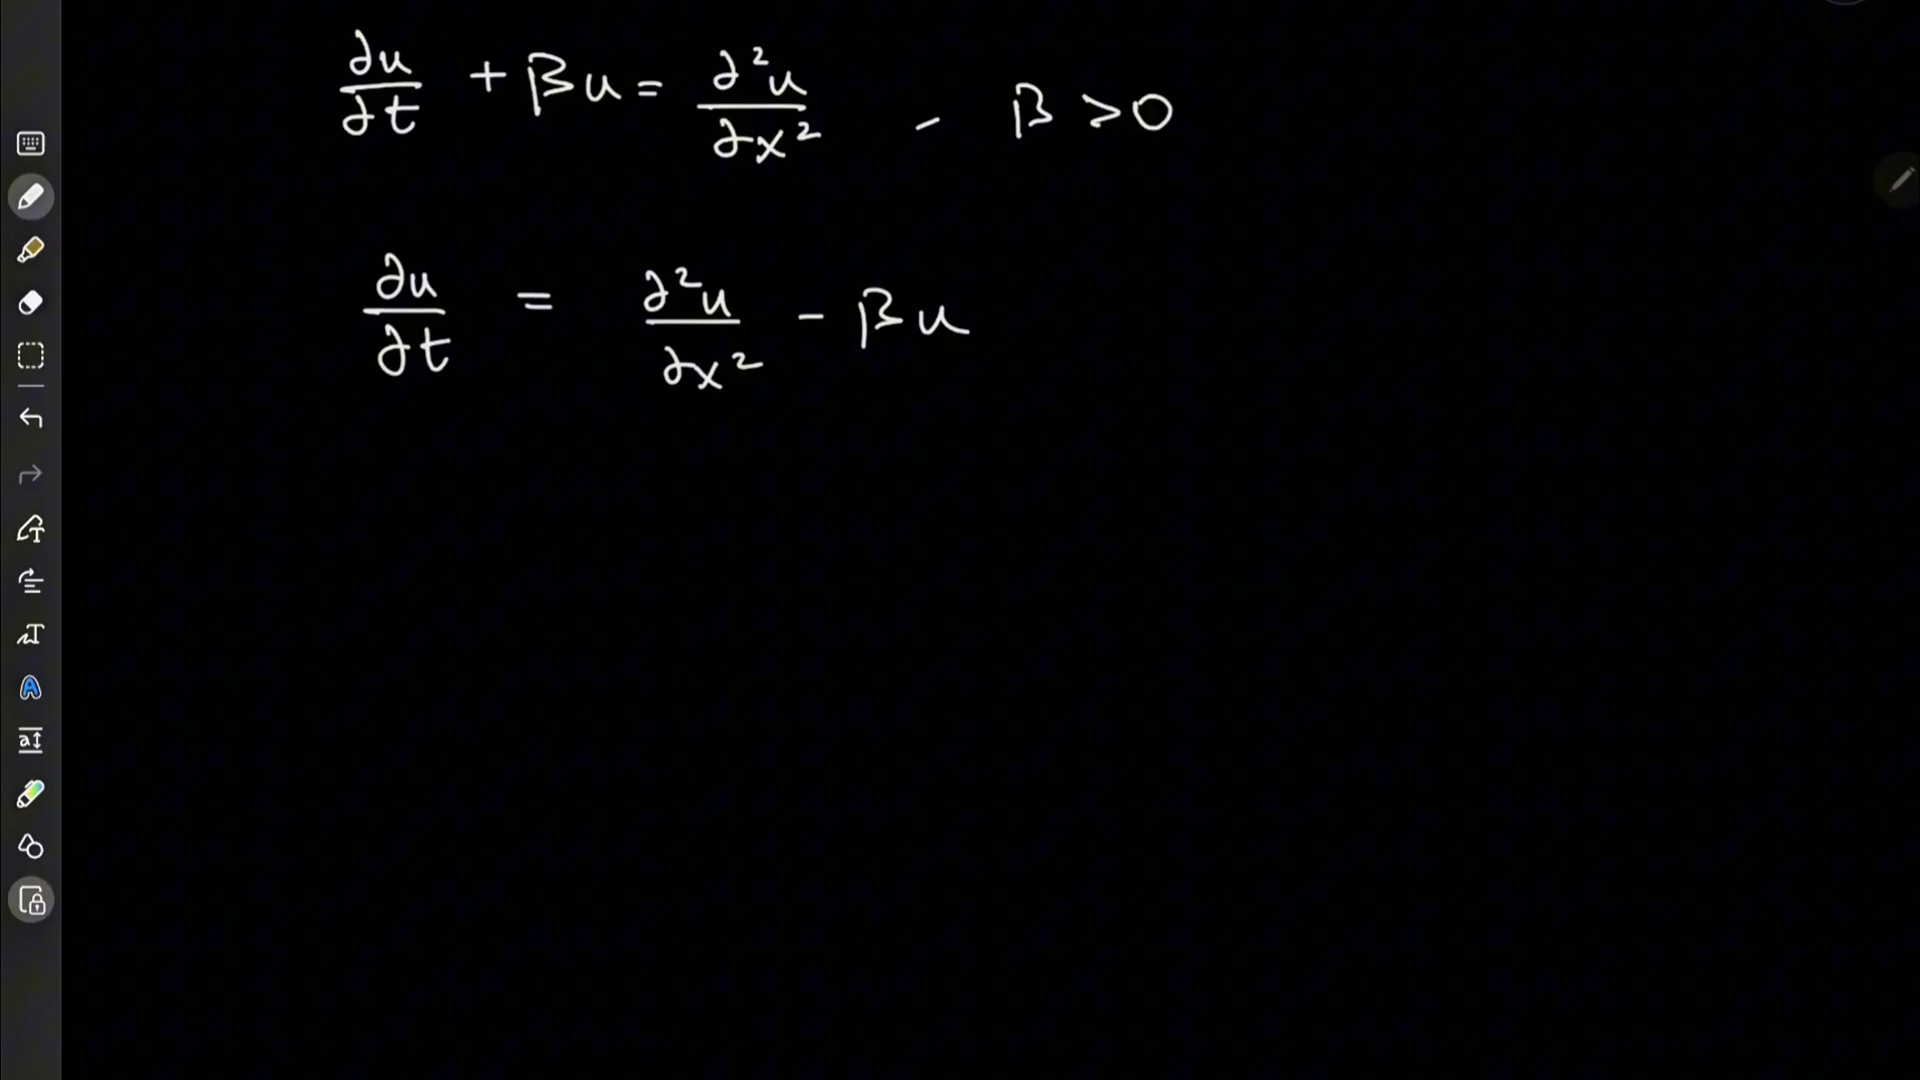 ∂u/∂t + βu = ∂²u/∂x² - β > 0
∂u/∂t = ∂²u/∂x² - βu